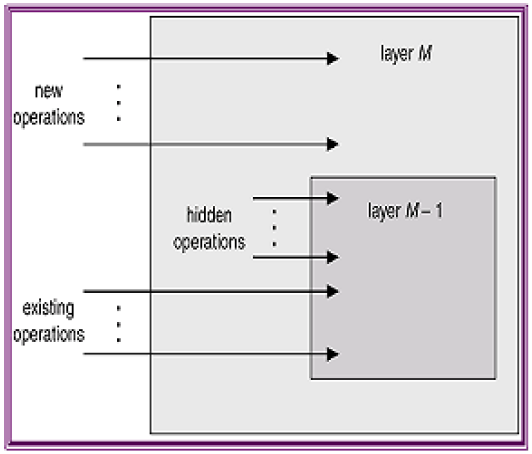 layer M
new
operations
layer M – 1
hidden
operations
existing
operations